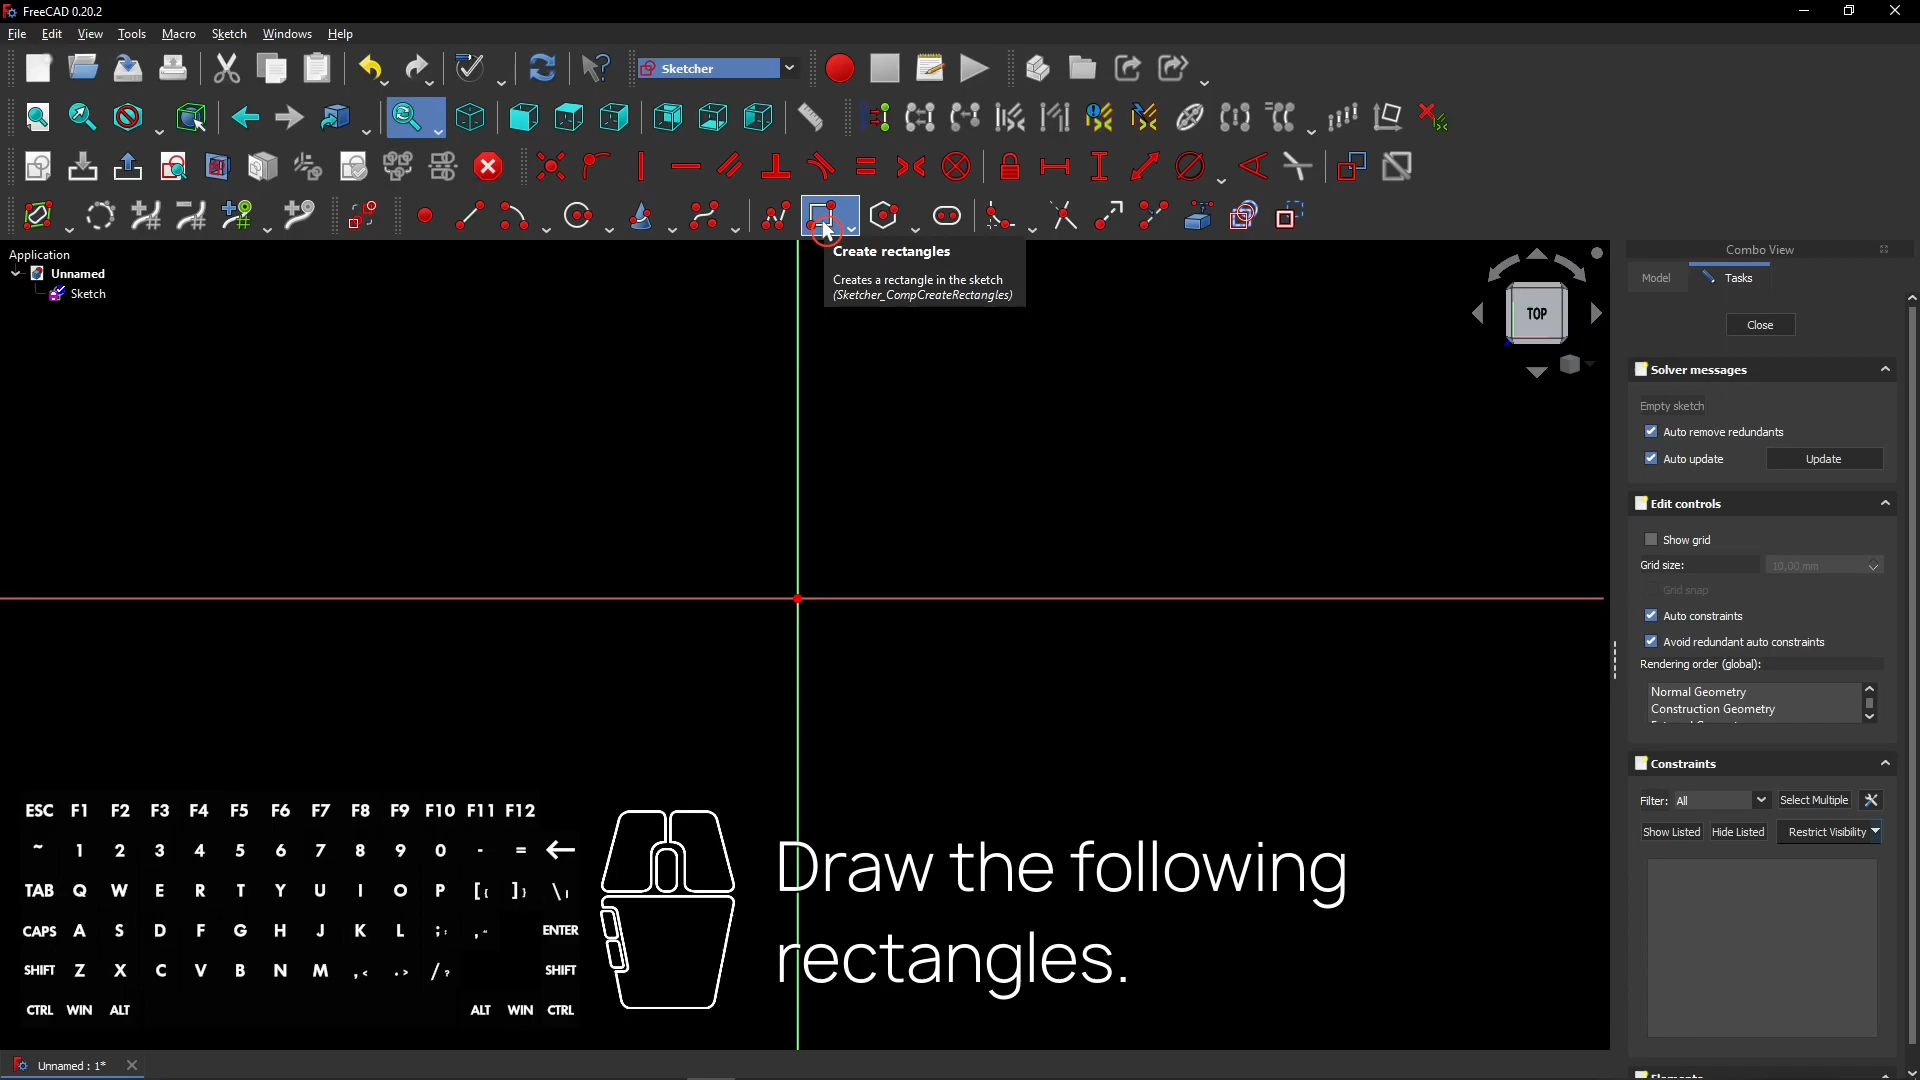 FreeCAD 0.20.2
File Edit View Tools Macro Sketch Windows Help
Sketcher
Create rectangles
Creates a rectangle in the sketch
(Sketcher_CompCreateRectangles)
Application
Unnamed
Sketch
TOP
Combo View
Model Tasks
Close
Solver messages
Empty sketch
Auto remove redundants
Auto update Update
Edit controls
Show grid
Grid size: 10,00 mm
Grid snap
Auto constraints
Avoid redundant auto constraints
Rendering order (global):
Normal Geometry
Construction Geometry
Constraints
Filter: All Select Multiple
Show Listed Hide Listed Restrict Visibility
ESC F1 F2 F3 F4 F5 F6 F7 F8 F9 F10 F11 F12
~ 1 2 3 4 5 6 7 8 9 0 - =
TAB Q W E R T Y U I O P [{ ]} \|
CAPS A S D F G H J K L ;: ," ENTER
SHIFT Z X C V B N M ,< .> /? SHIFT
CTRL WIN ALT ALT WIN CTRL
Draw the following
rectangles.
Unnamed : 1*